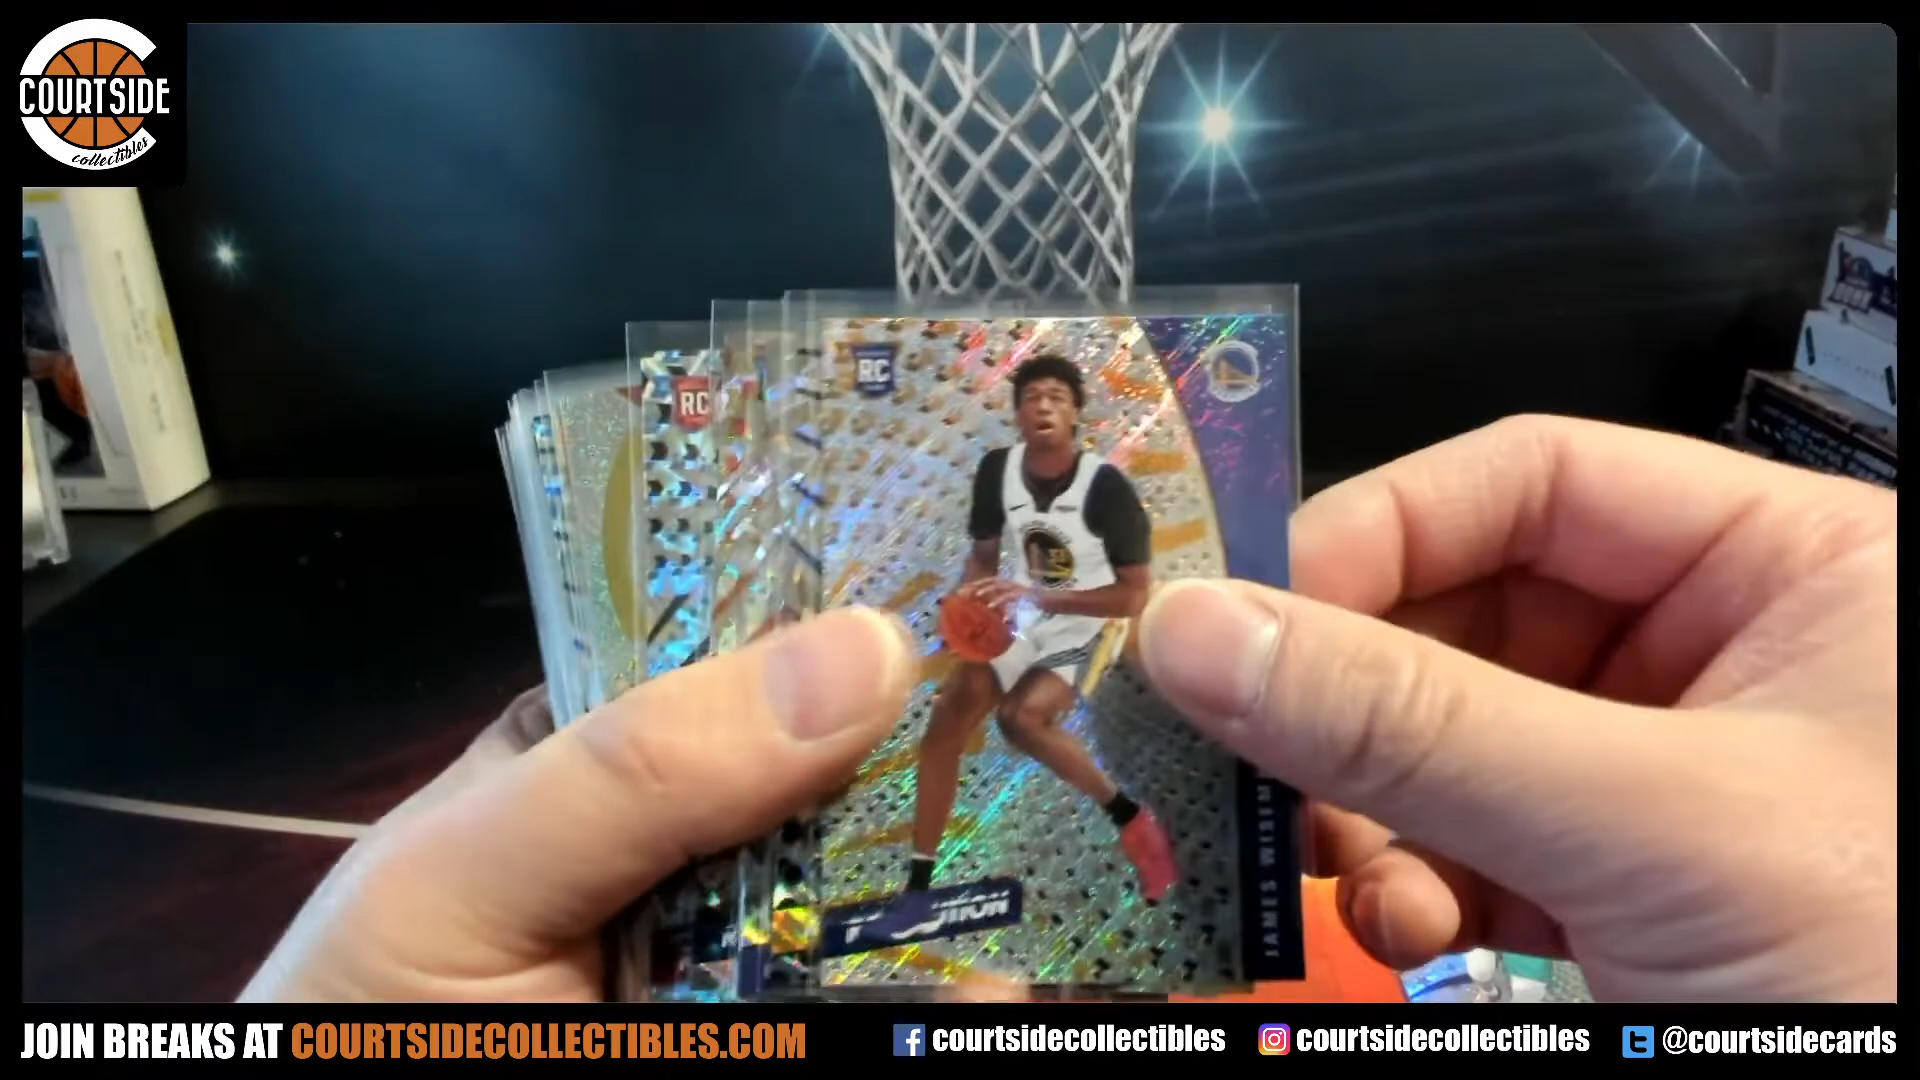 COURTSIDE
collectibles
RC
RC
JAMES WISEM
JOIN BREAKS AT COURTSIDECOLLECTIBLES.COM
courtsidecollectibles
courtsidecollectibles
@courtsidecards